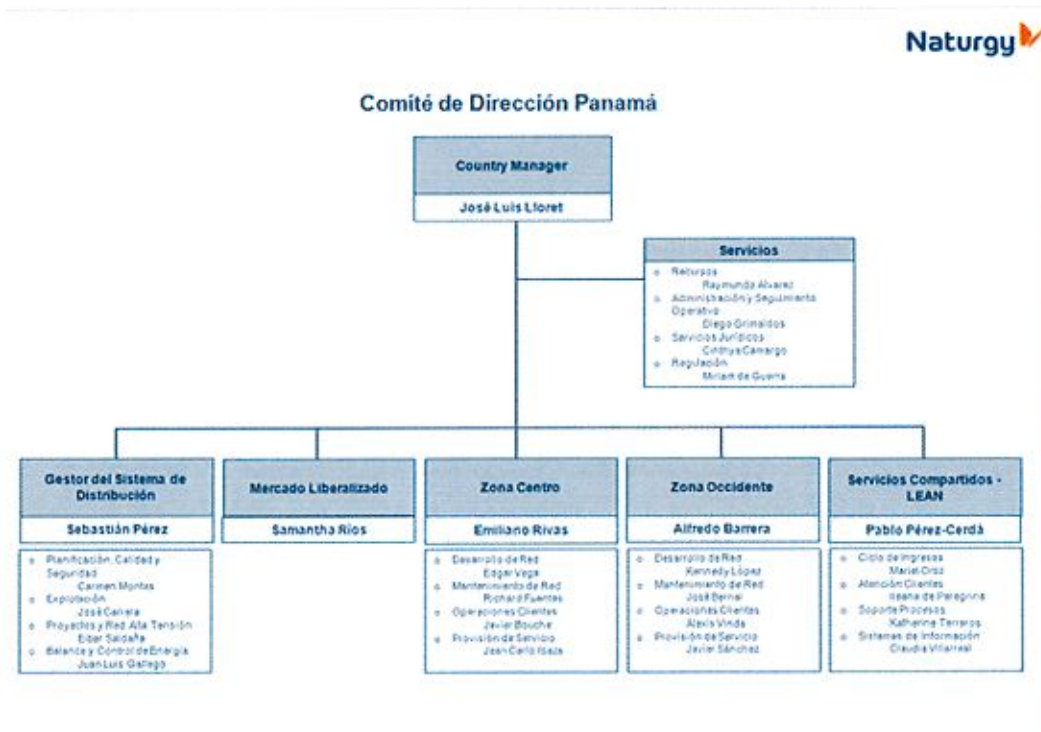 Naturgy
Comité de Dirección Panamá
Country Manager
José Luis Lloret
Servicios
o Recursos
Raymundo Alvarez
o Administración y Seguimiento
Operativo
Diego Grimaldos
o Servicios Jurídicos
Cinthya Camargo
o Regulación
Miriam de Guerra
Gestor del Sistema de
Distribución
Sebastián Pérez
o Planificación, Calidad y
Seguridad
Carmen Montes
o Explotación
José Carrera
o Proyectos y Red Alta Tensión
Saldaña
o Balance y Control de Energía
Juan Luis Gallego
Mercado Liberalizado
Samantha Ríos
Zona Centro
Emiliano Rivas
o Desarrollo de Red
Edgar Vega
o Mantenimiento de Red
Richard Fuentes
o Operaciones Clientes
Javier Bouche
o Provisión de Servicio
Jean Carlo Isaza
Zona Occidente
Alfredo Barrera
o Desarrollo de Red
Kennedy López
o Mantenimiento de Red
José Bernal
o Operaciones Clientes
Alexis Vinda
o Provisión de Servicio
Javier Sánchez
Servicios Compartidos -
LEAN
Pablo Pérez-Cerdá
o Ciclo de Ingresos
Mariel
o Atención Clientes
Ileana de Peregrina
o Soporte Procesos
Katherine Terreros
o Sistemas de Información
Claudia Villarreal